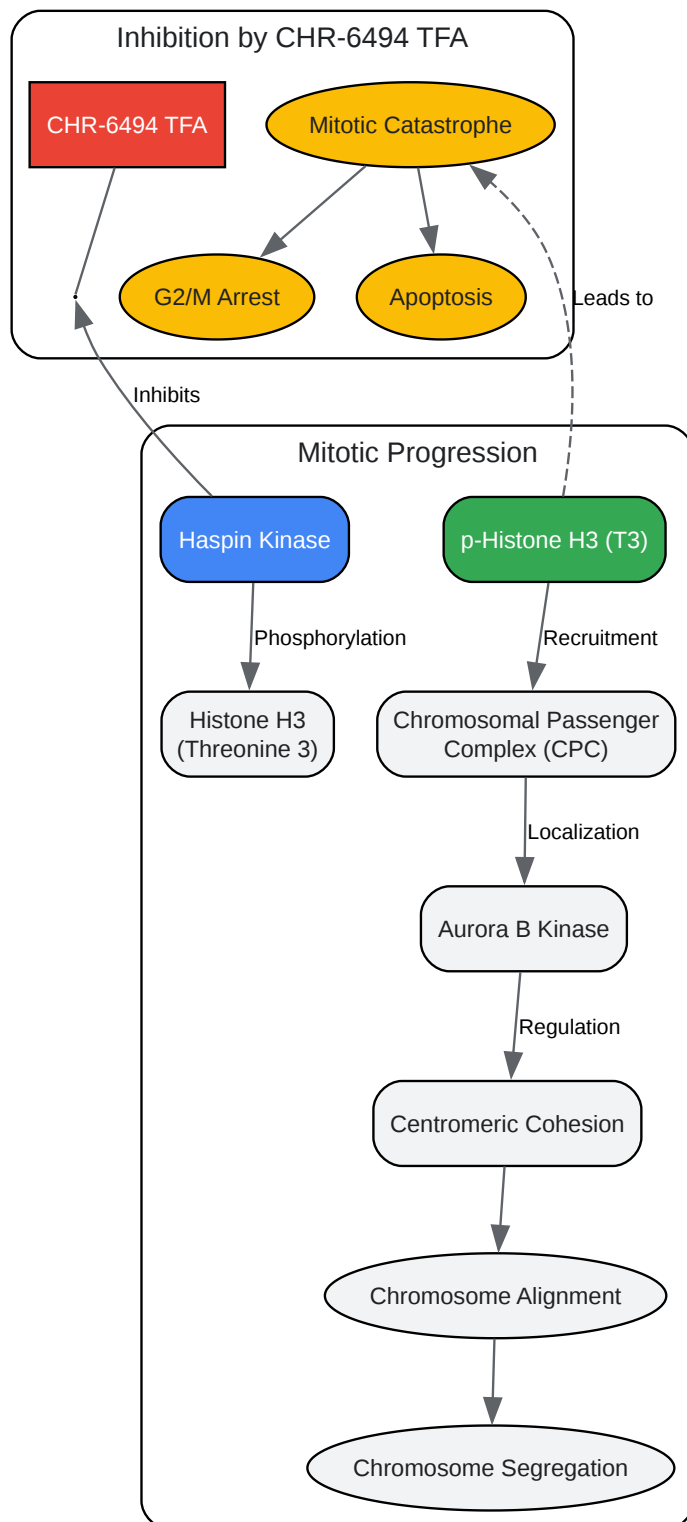 Inhibition by CHR-6494 TFA
CHR-6494 TFA
Mitotic Catastrophe
G2/M Arrest
Apoptosis
Leads to
Inhibits
Mitotic Progression
Haspin Kinase
p-Histone H3 (T3)
Phosphorylation
Recruitment
Histone H3
(Threonine 3)
Chromosomal Passenger
Complex (CPC)
Localization
Aurora B Kinase
Regulation
Centromeric Cohesion
Chromosome Alignment
Chromosome Segregation